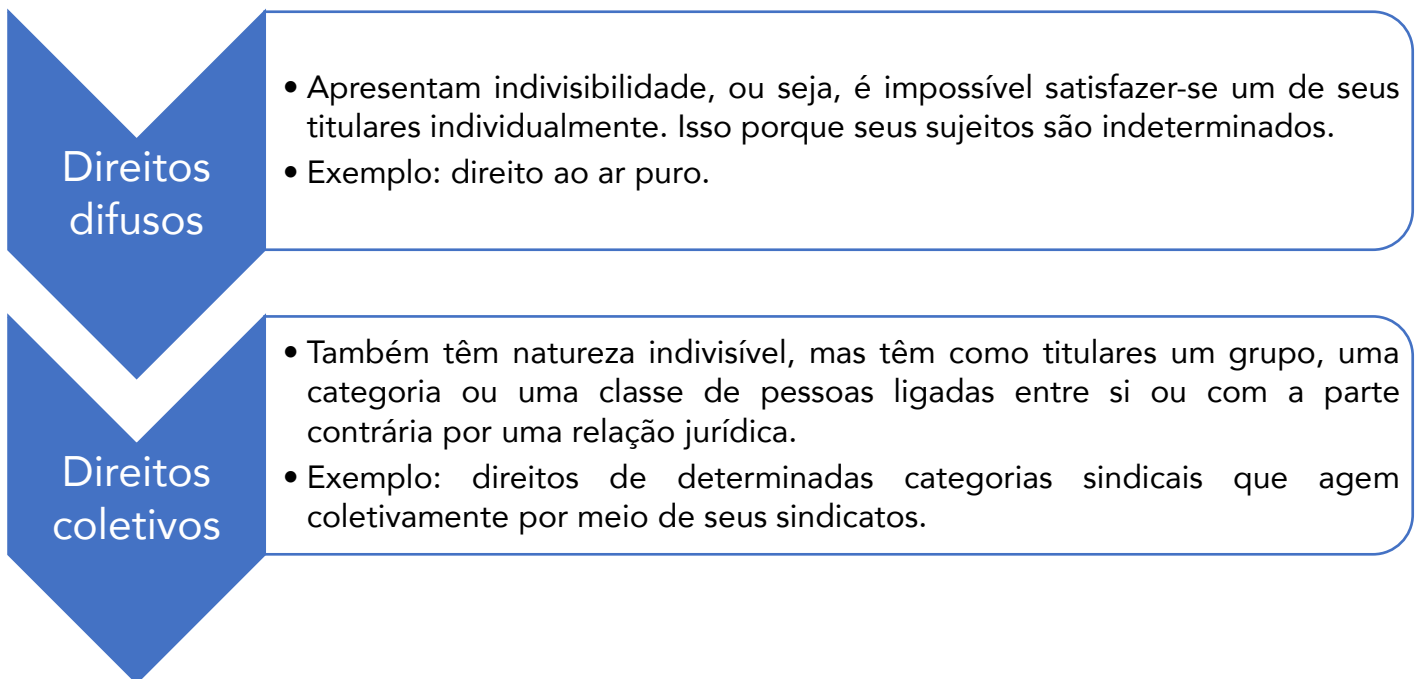 Direitos
difusos
• Apresentam indivisibilidade, ou seja, é impossível satisfazer-se um de seus
titulares individualmente. Isso porque seus sujeitos são indeterminados.
• Exemplo: direito ao ar puro.
Direitos
coletivos
• Também têm natureza indivisível, mas têm como titulares um grupo, uma
categoria ou uma classe de pessoas ligadas entre si ou com a parte
contrária por uma relação jurídica.
• Exemplo: direitos de determinadas categorias sindicais que agem
coletivamente por meio de seus sindicatos.